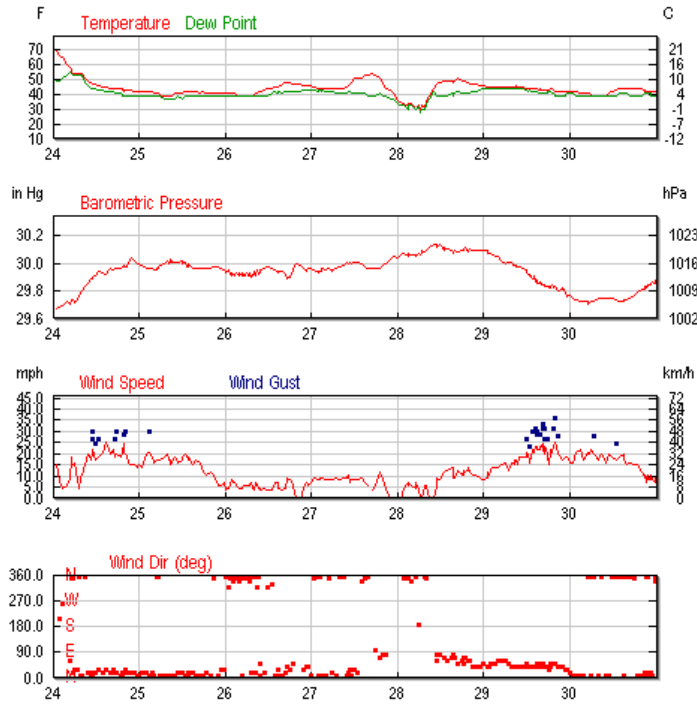 F Temperature Dew Point C
70 21
60 16
50 10
40 4
30 -1
20 -7
10 -12
24 25 26 27 28 29 30
in Hg Barometric Pressure hPa
30.2 1023
30.0 1016
29.8 1009
29.6 1002
24 25 26 27 28 29 30
mph Wind Speed Wind Gust km/h
45.0 72
40.0 64
35.0 56
30.0 48
25.0 40
20.0 32
15.0 24
10.0 16
5.0 8
0.0 0
24 25 26 27 28 29 30
Wind Dir (deg)
360.0 N
270.0 W
180.0 S
90.0 E
0.0 N
24 25 26 27 28 29 30